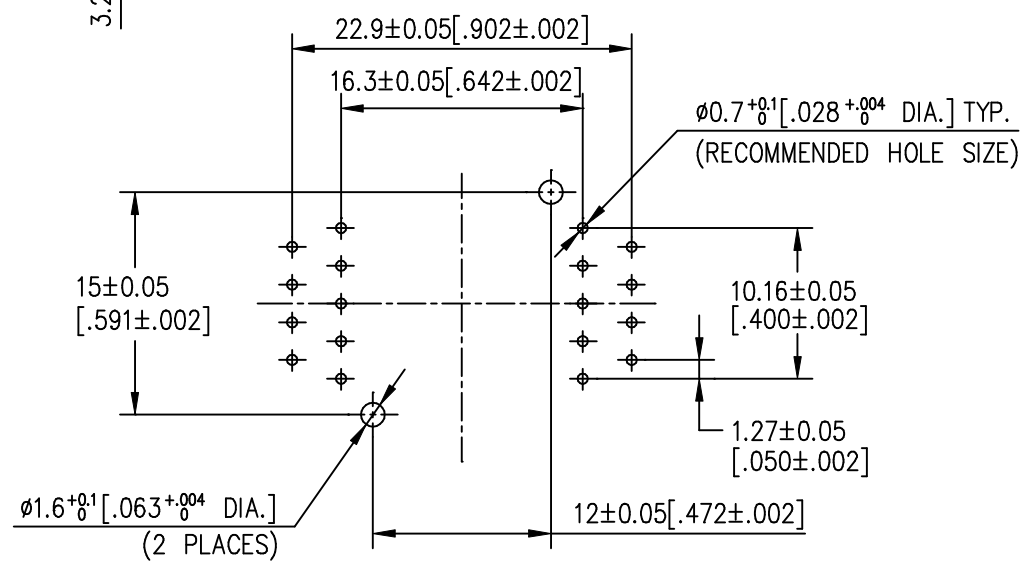 3.2
22.9±0.05[.902±.002]
16.3±0.05[.642±.002]
ø0.7+0.1 0[.028 +.004 0 DIA.] TYP.
(RECOMMENDED HOLE SIZE)
15±0.05
[.591±.002]
10.16±0.05
[.400±.002]
1.27±0.05
[.050±.002]
ø1.6+0.1 0[.063+.004 0 DIA.]
(2 PLACES)
12±0.05[.472±.002]